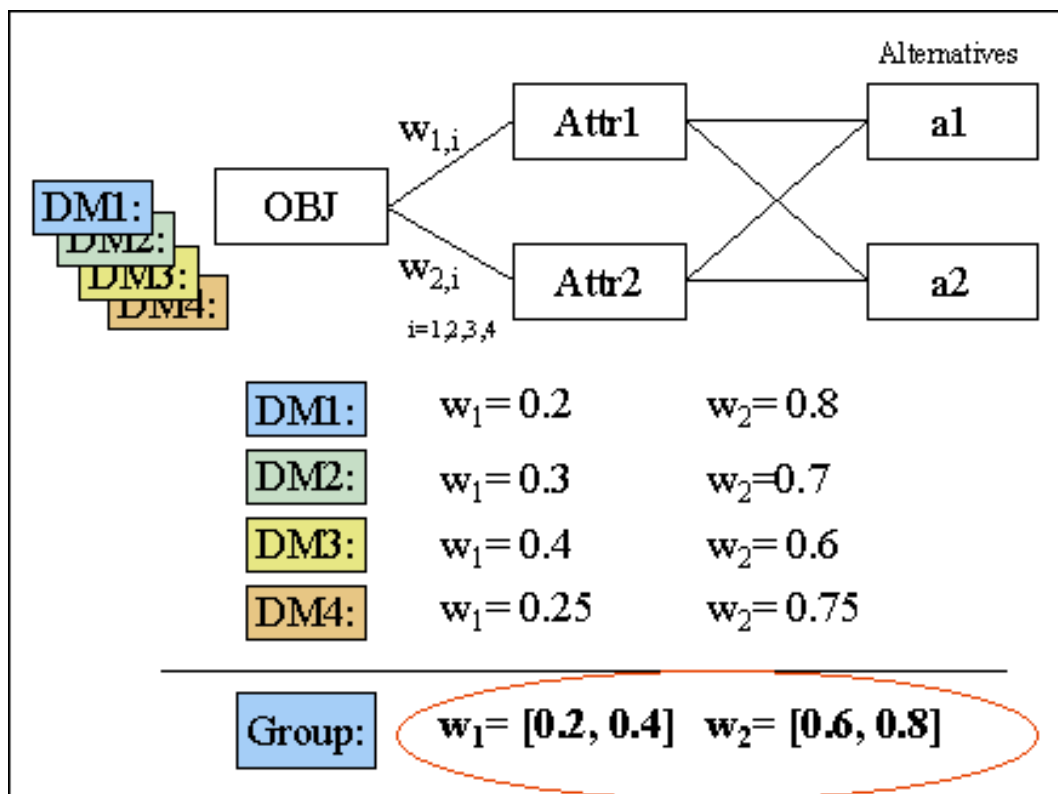 Alternatives
w1,i Attr1 a1
DM1: OBJ
DM2:
DM3:
DM4:
w2,i Attr2 a2
i=1,2,3,4
DM1: w1= 0.2 w2= 0.8
DM2: w1= 0.3 w2=0.7
DM3: w1= 0.4 w2= 0.6
DM4: w1= 0.25 w2= 0.75
Group: w1= [0.2, 0.4] w2= [0.6, 0.8]